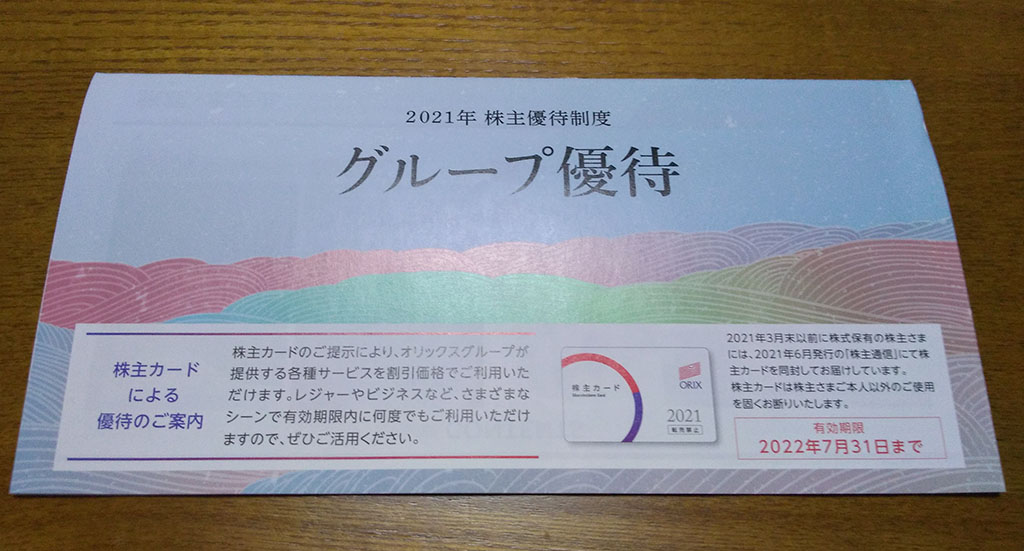 2021年 株主優待制度
グループ優待
株主カード
による
優待のご案内
株主カードのご提示により、オリックスグループが
提供する各種サービスを割引価格でご利用いただ
けます。レジャーやビジネスなど、さまざまな
シーンで有効期限内に何度でもご利用いただけ
ますので、ぜひご活用ください。
株主カード
Shareholders Card
ORIX
2021
転売禁止
2021年3月末以前に株式保有の株主さま
には、2021年6月発行の「株主通信」にて株
主カードを同封してお届けしています。
株主カードは株主さまご本人以外のご使用
を固くお断りいたします。
有効期限
2022年7月31日まで